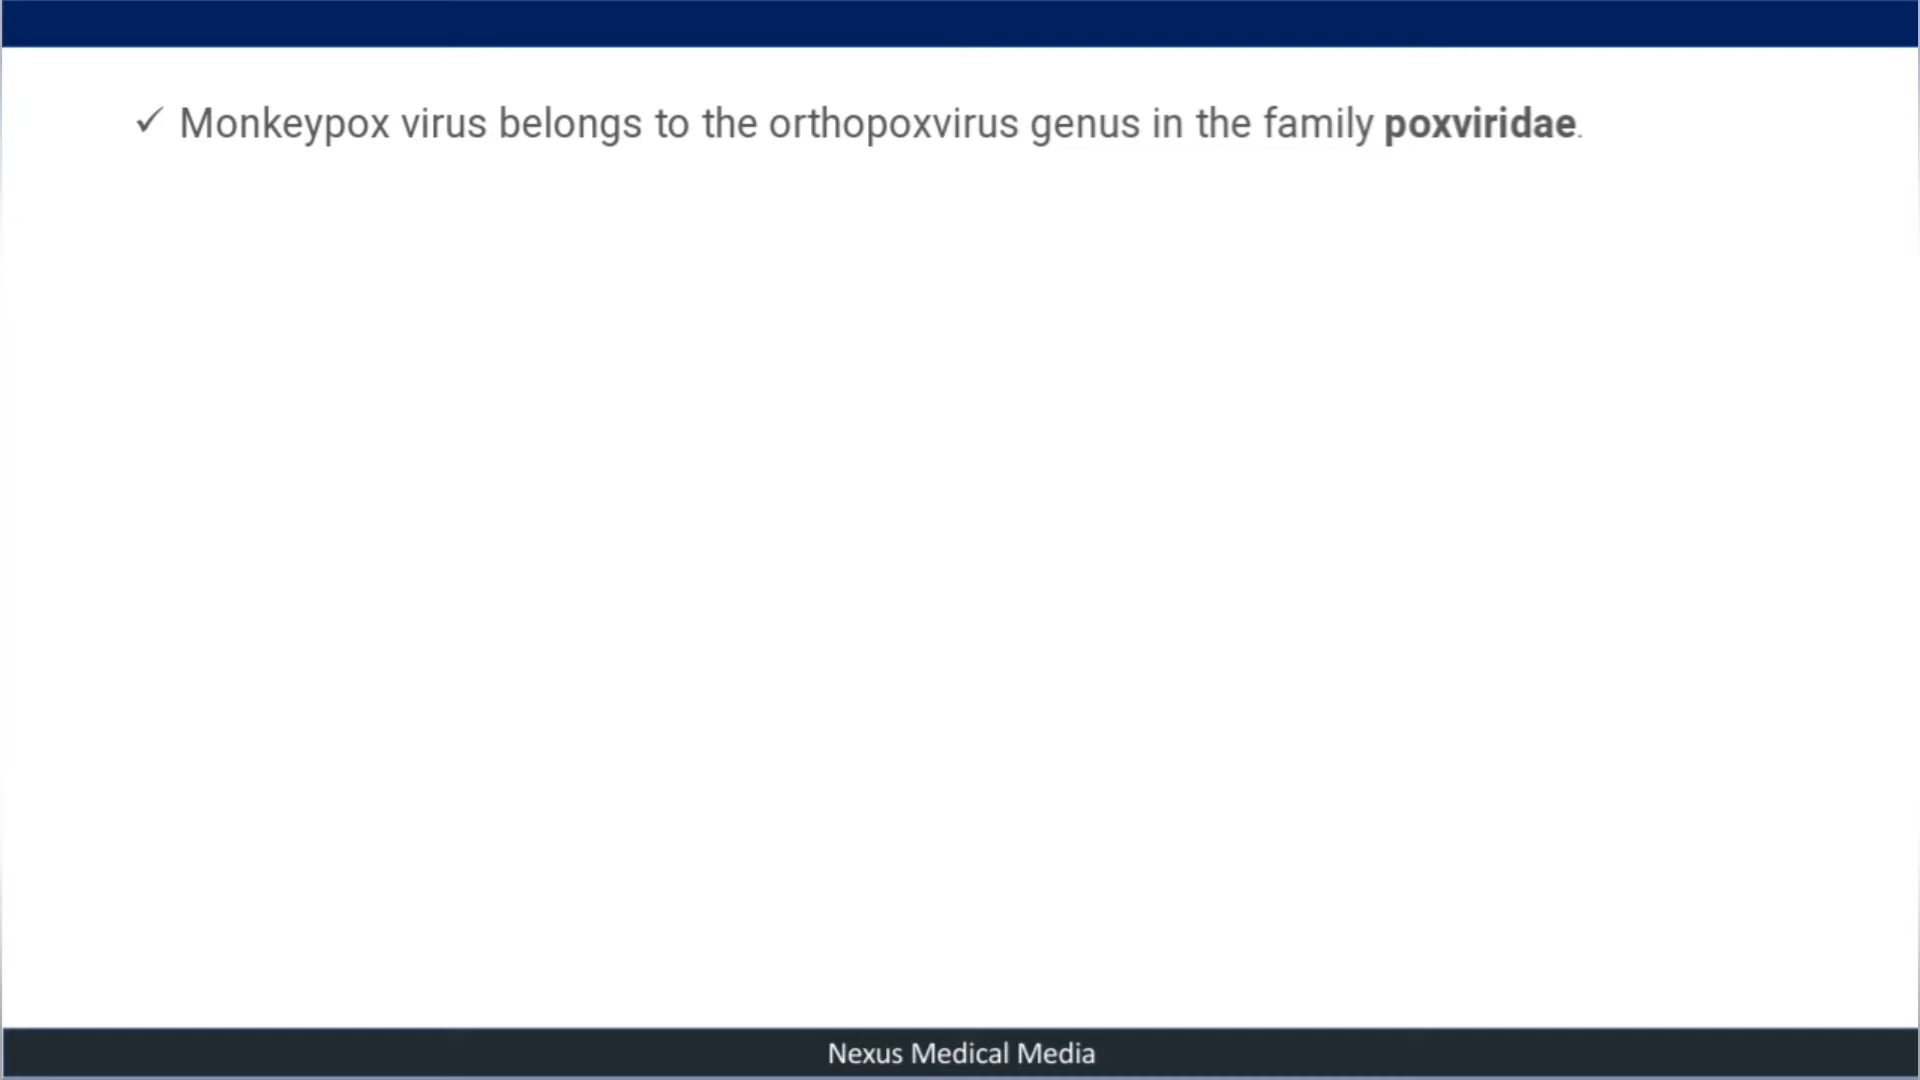 ✓ Monkeypox virus belongs to the orthopoxvirus genus in the family poxviridae.
Nexus Medical Media